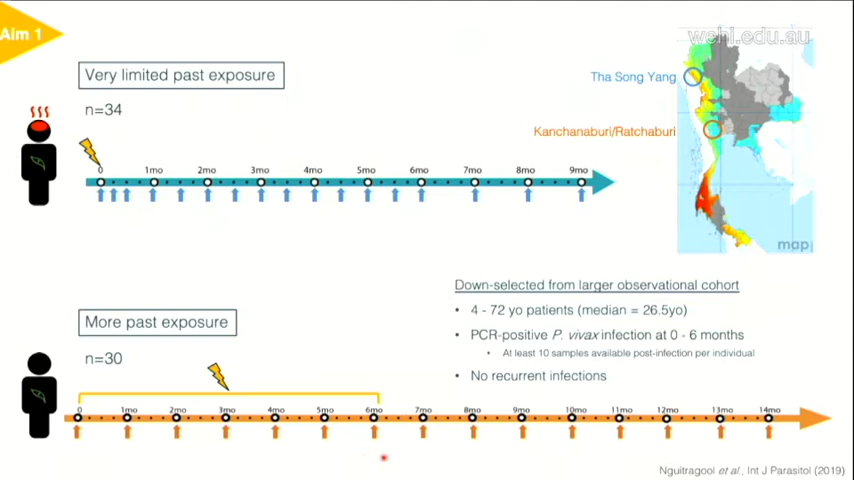 Aim 1
wehi.edu.au
Very limited past exposure
n=34
Tha Song Yang
Kanchanaburi/Ratchaburi
0 1mo 2mo 3mo 4mo 5mo 6mo 7mo 8mo 9mo
map
Down-selected from larger observational cohort
• 4 - 72 yo patients (median = 26.5yo)
• PCR-positive P. vivax infection at 0 - 6 months
• At least 10 samples available post-infection per individual
• No recurrent infections
More past exposure
n=30
0 1mo 2mo 3mo 4mo 5mo 6mo 7mo 8mo 9mo 10mo 11mo 12mo 13mo 14mo
Nguitragool et al., Int J Parasitol (2019)